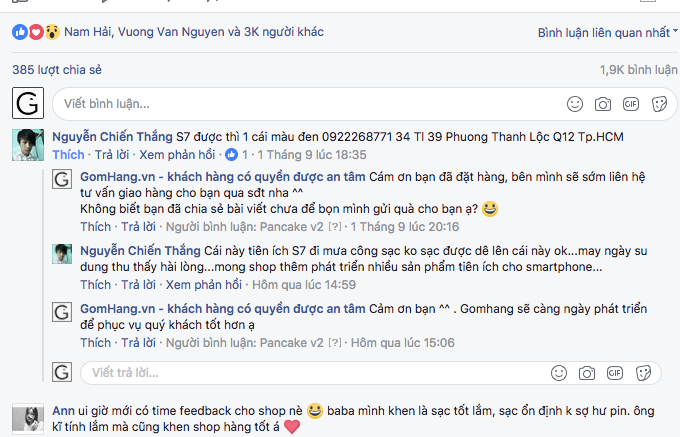 Nam Hải, Vuong Van Nguyen và 3K người khác
Bình luận liên quan nhất
385 lượt chia sẻ
1,9K bình luận
G
Viết bình luận...
GIF
Nguyễn Chiến Thắng S7 được thì 1 cái màu đen 0922268771 34 Tl 39 Phuong Thanh Lộc Q12 Tp.HCM
Thích · Trả lời · Xem phản hồi · 1 · 1 Tháng 9 lúc 18:35
G
GomHang.vn - khách hàng có quyền được an tâm Cám ơn bạn đã đặt hàng, bên mình sẽ sớm liên hệ
tư vấn giao hàng cho bạn qua sđt nha ^^
Không biết bạn đã chia sẻ bài viết chưa để bọn mình gửi quà cho bạn ạ? 😀
Thích · Trả lời · Người bình luận: Pancake v2 [?] · 1 Tháng 9 lúc 20:16
Nguyễn Chiến Thắng Cái này tiên ích S7 đi mưa công sạc ko sạc được dê lên cái này ok...may ngày su
dung thu thấy hài lòng...mong shop thêm phát triển nhiều sản phẩm tiên ích cho smartphone...
Thích · Trả lời · Xem phản hồi · Hôm qua lúc 14:59
G
GomHang.vn - khách hàng có quyền được an tâm Cảm ơn bạn ^^ . Gomhang sẽ càng ngày phát triển
để phục vụ quý khách tốt hơn ạ
Thích · Trả lời · Người bình luận: Pancake v2 [?] · Hôm qua lúc 15:06
G
Viết trả lời...
GIF
Ann ui giờ mới có time feedback cho shop nè 😀 baba mình khen là sạc tốt lắm, sạc ổn định k sợ hư pin. ông
kĩ tính lắm mà cũng khen shop hàng tốt á ❤️